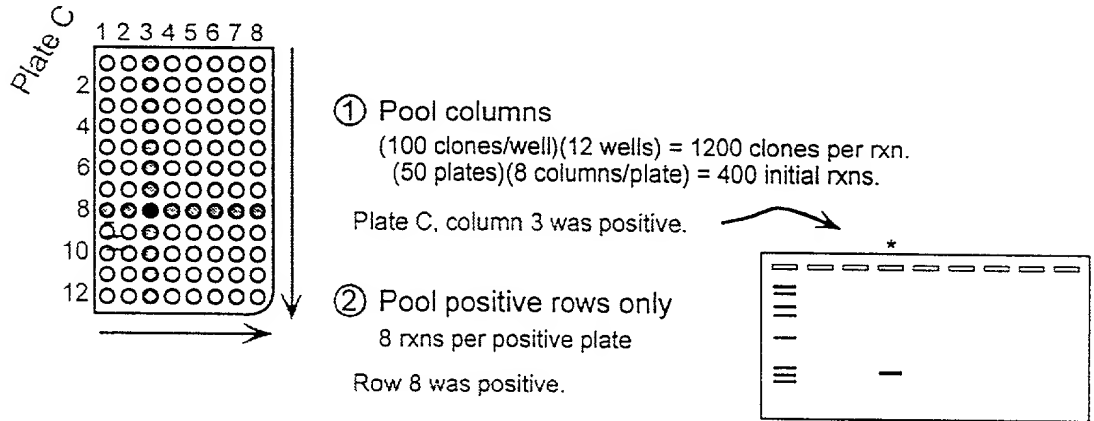 Plate C
1 2 3 4 5 6 7 8
2
4
6
8
10
12
① Pool columns
(100 clones/well)(12 wells) = 1200 clones per rxn.
(50 plates)(8 columns/plate) = 400 initial rxns.
Plate C, column 3 was positive.
*
② Pool positive rows only
8 rxns per positive plate
Row 8 was positive.